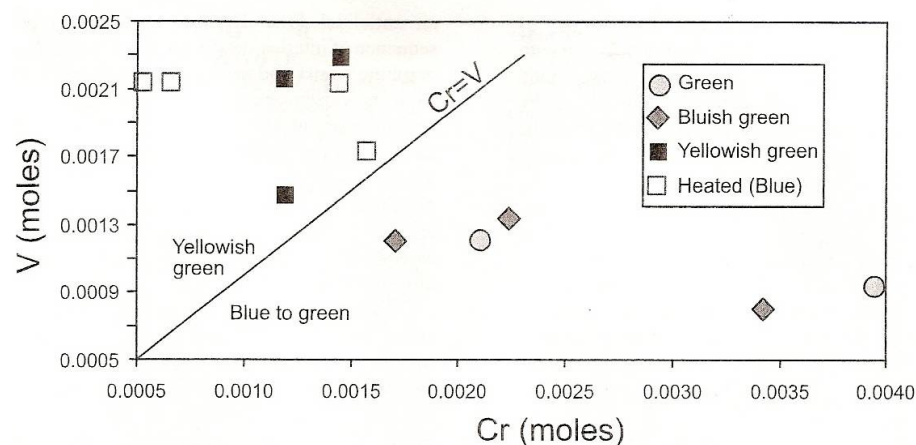 0.0025
0.0021
0.0017
0.0013
0.0009
0.0005
V (moles)
Cr=V
Green
Bluish green
Yellowish green
Heated (Blue)
Yellowish
green
Blue to green
0.0005 0.0010 0.0015 0.0020 0.0025 0.0030 0.0035 0.0040
Cr (moles)